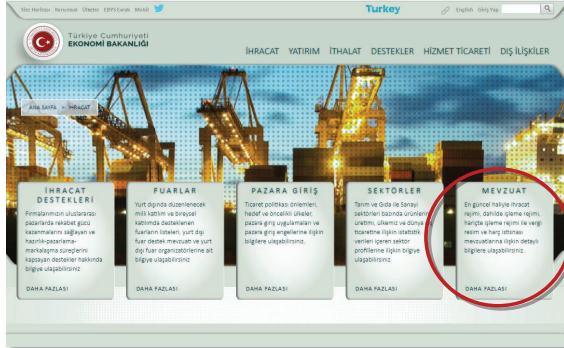 Site Haritası Kurumsal Ülkeler EBYS Evrak Mobil
Turkey
English Giriş Yap
Türkiye Cumhuriyeti
EKONOMİ BAKANLIĞI
İHRACAT YATIRIM İTHALAT DESTEKLER HİZMET TİCARETİ DIŞ İLİŞKİLER
ANA SAYFA > İHRACAT
İHRACAT
DESTEKLERİ
Firmalarımızın uluslararası
pazarlarda rekabet gücü
kazanmalarını sağlayan ve
hazırlık-pazarlama-
markalaşma süreçlerini
kapsayan destekler hakkında
bilgiye ulaşabilirsiniz
DAHA FAZLASI
FUARLAR
Yurt dışında düzenlenecek
milli katılım ve bireysel
katılımda desteklenen
fuarların listeleri, yurt dışı
fuar destek mevzuatı ve yurt
dışı fuar organizatörlerine ait
bilgiye ulaşabilirsiniz
DAHA FAZLASI
PAZARA GİRİŞ
Ticaret politikası önlemleri,
hedef ve öncelikli ülkeler,
pazara giriş uygulamaları ve
pazara giriş engellerine ilişkin
bilgilere ulaşabilirsiniz.
DAHA FAZLASI
SEKTÖRLER
Tarım ve Gıda ile Sanayi
sektörleri bazında ürünlerin
üretimi, ülkemiz ve dünya dış
ticaretine ilişkin istatistik
verileri içeren sektör
profillerine ilişkin bilgiye
ulaşabilirsiniz.
DAHA FAZLASI
MEVZUAT
En güncel haliyle ihracat
rejimi, dahilde işleme rejimi,
hariçte işleme rejimi ile vergi
resim ve harç istisnası
mevzuatlarına ilişkin detaylı
bilgilere ulaşabilirsiniz.
DAHA FAZLASI